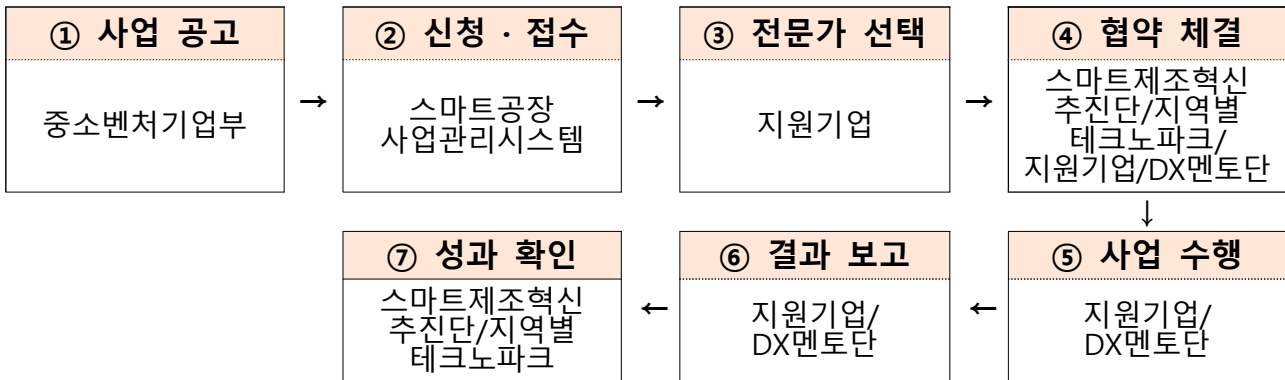 ① 사업 공고
중소벤처기업부
→
② 신청 · 접수
스마트공장
사업관리시스템
→
③ 전문가 선택
지원기업
→
④ 협약 체결
스마트제조혁신
추진단/지역별
테크노파크/
지원기업/DX멘토단
↓
⑤ 사업 수행
지원기업/
DX멘토단
←
⑥ 결과 보고
지원기업/
DX멘토단
←
⑦ 성과 확인
스마트제조혁신
추진단/지역별
테크노파크